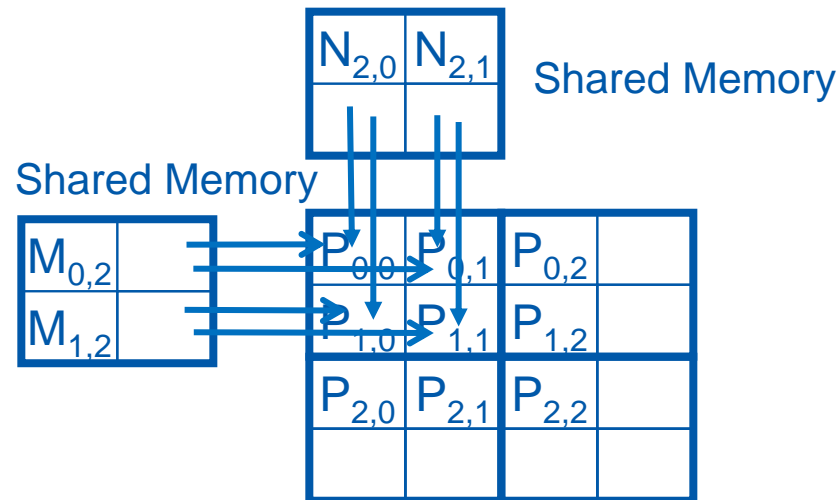 N2,0 N2,1
Shared Memory
Shared Memory
M0,2
M1,2
P0,0 P0,1 P0,2
P1,0 P1,1 P1,2
P2,0 P2,1 P2,2